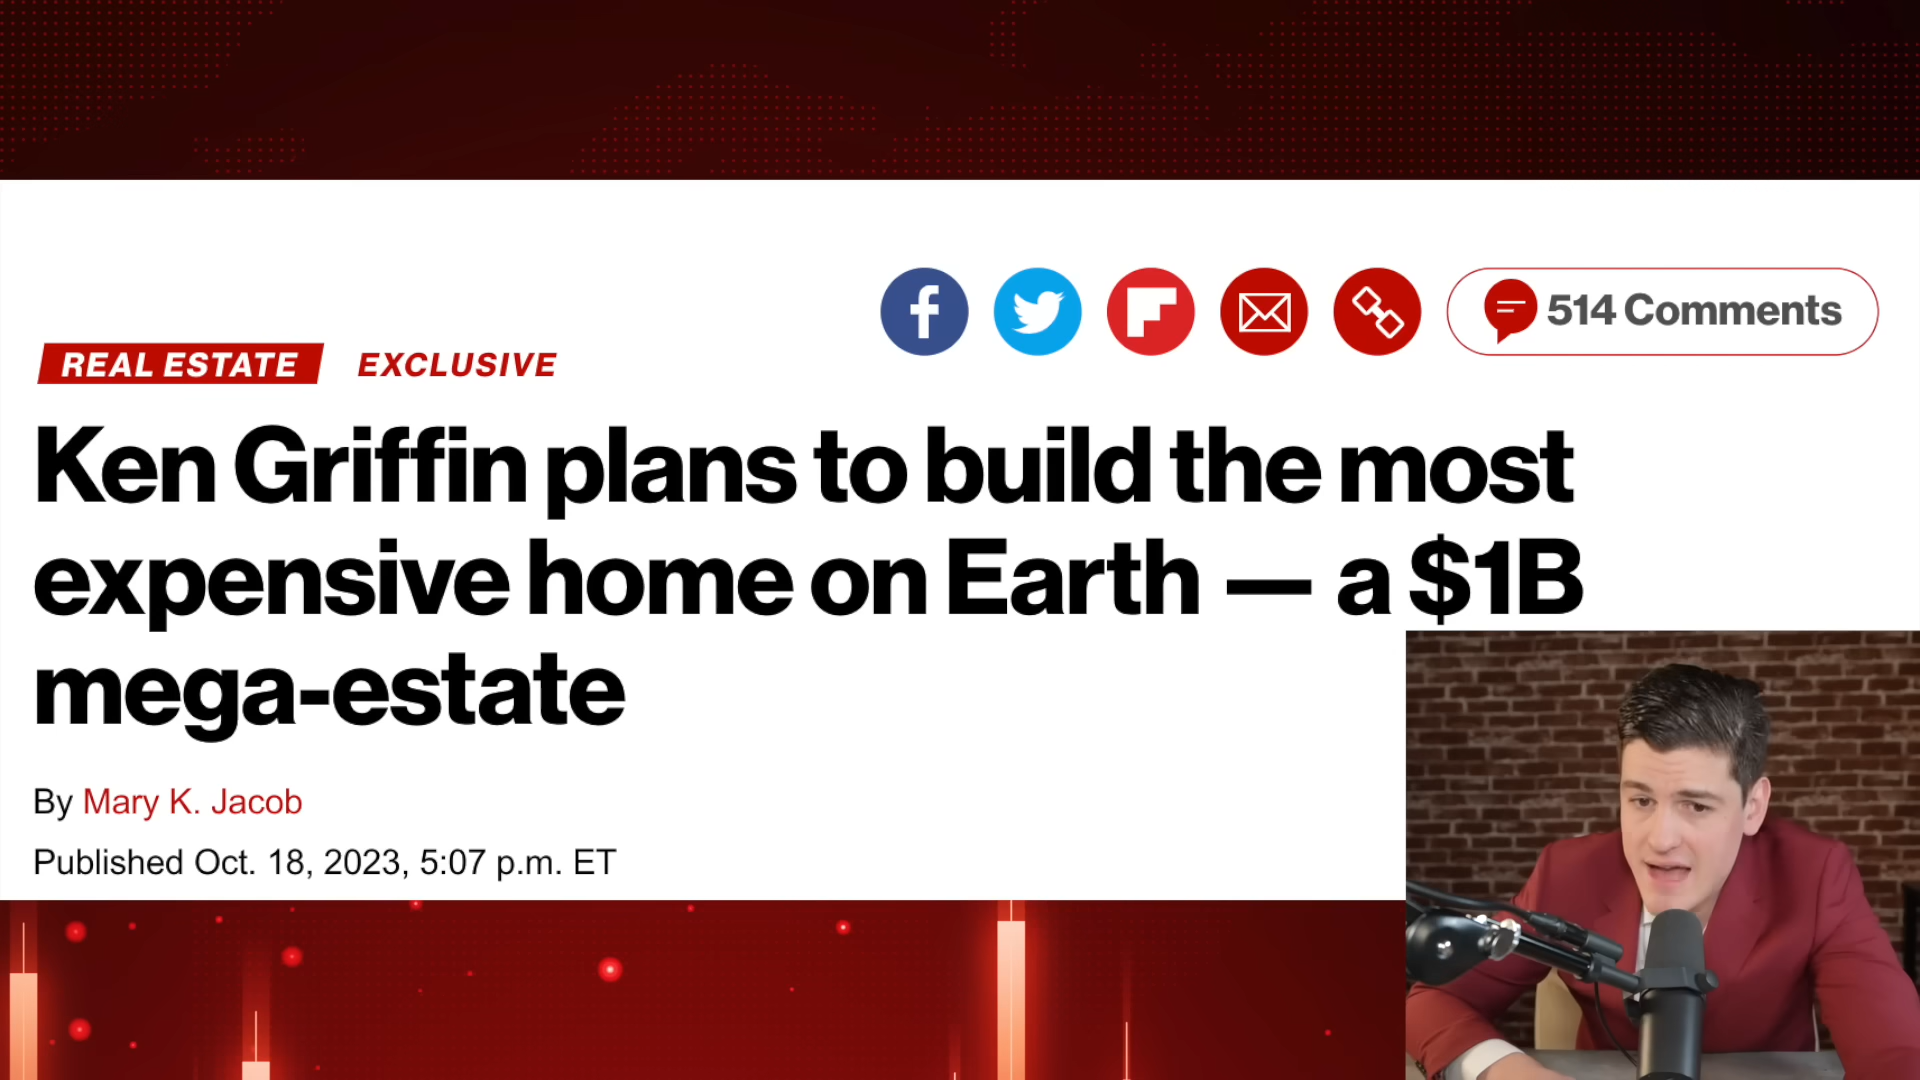 514 Comments
REAL ESTATE EXCLUSIVE
Ken Griffin plans to build the most
expensive home on Earth — a $1B
mega-estate
By Mary K. Jacob
Published Oct. 18, 2023, 5:07 p.m. ET